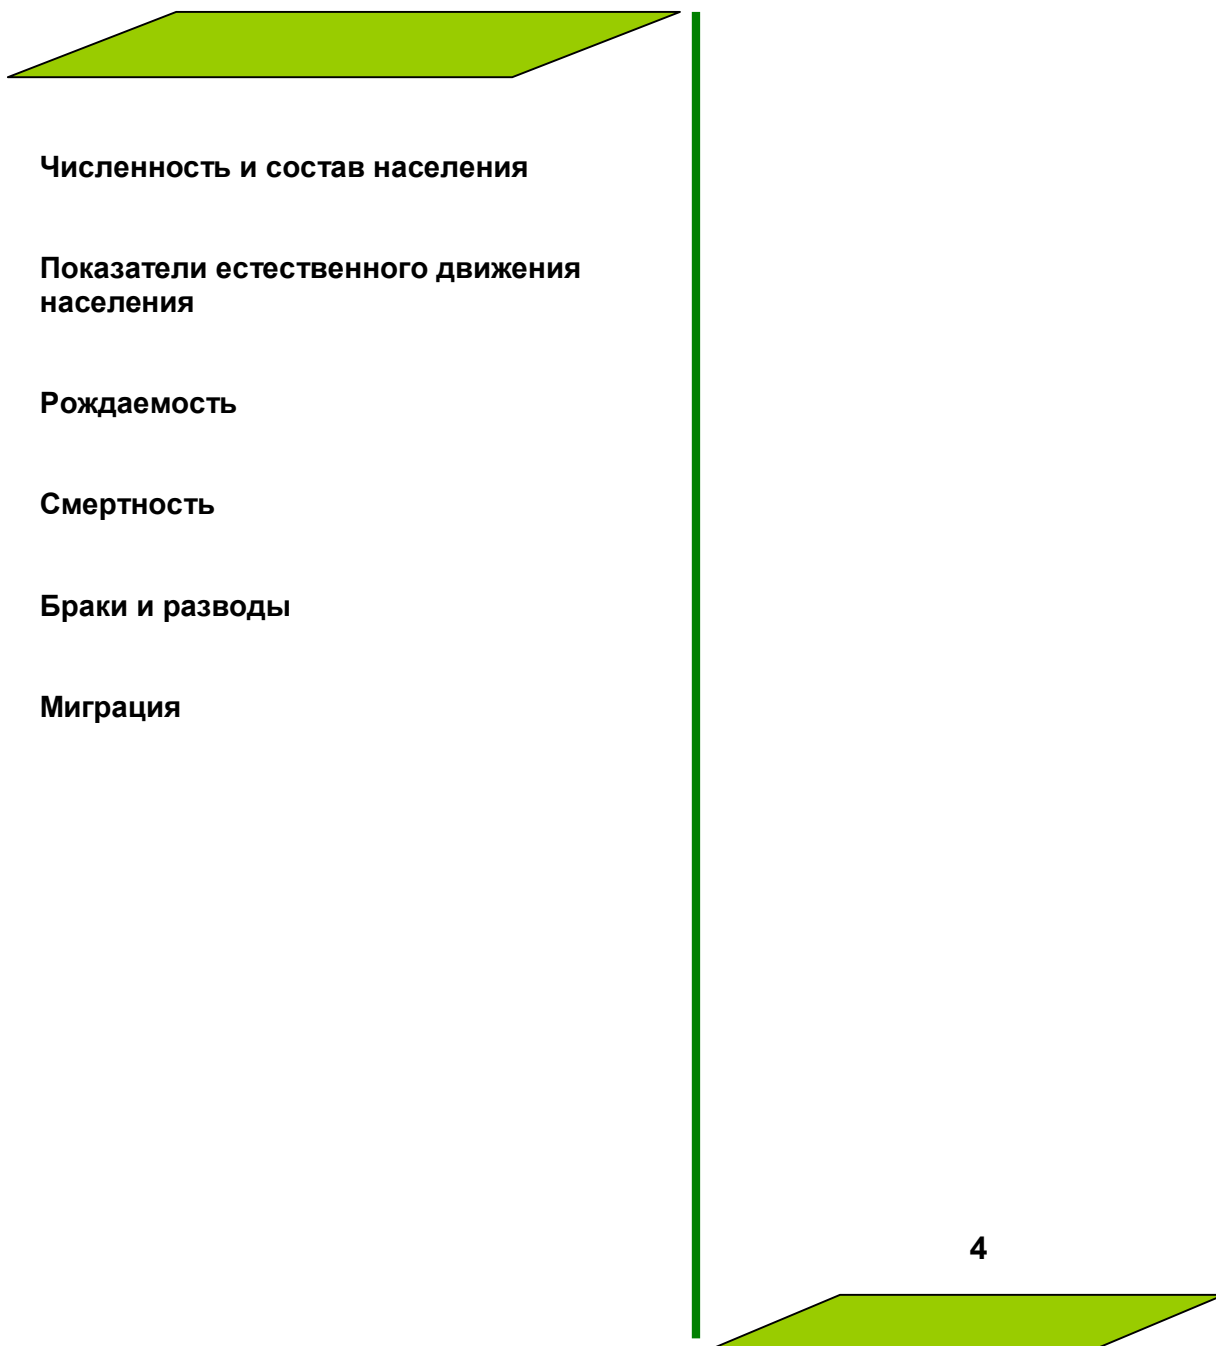 Численность и состав населения
Показатели естественного движения
населения
Рождаемость
Смертность
Браки и разводы
Миграция
4